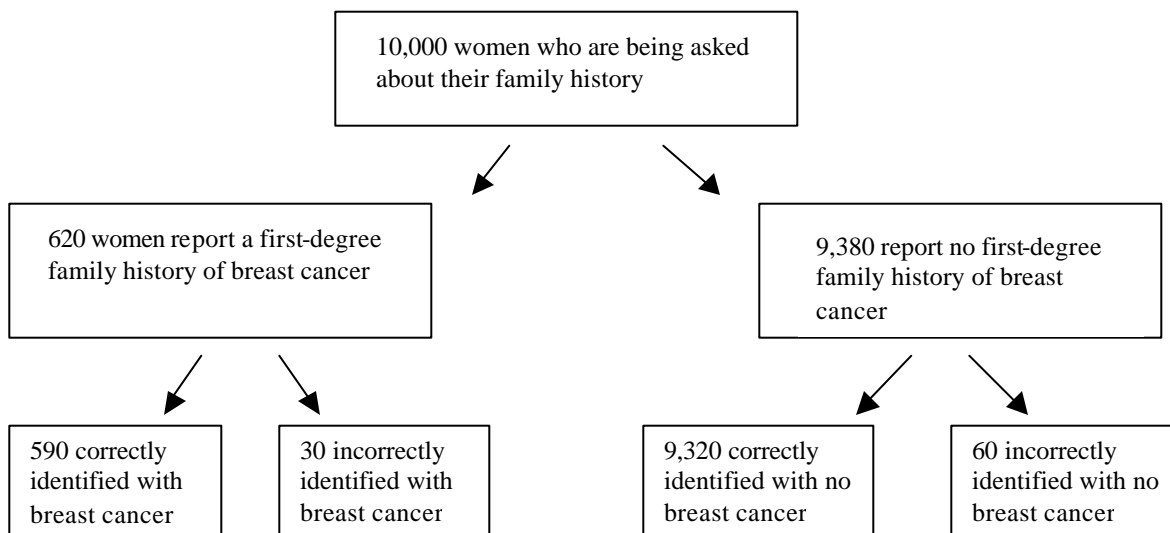 10,000 women who are being asked
about their family history
620 women report a first-degree
family history of breast cancer
9,380 report no first-degree
family history of breast
cancer
590 correctly
identified with
breast cancer
30 incorrectly
identified with
breast cancer
9,320 correctly
identified with no
breast cancer
60 incorrectly
identified with no
breast cancer